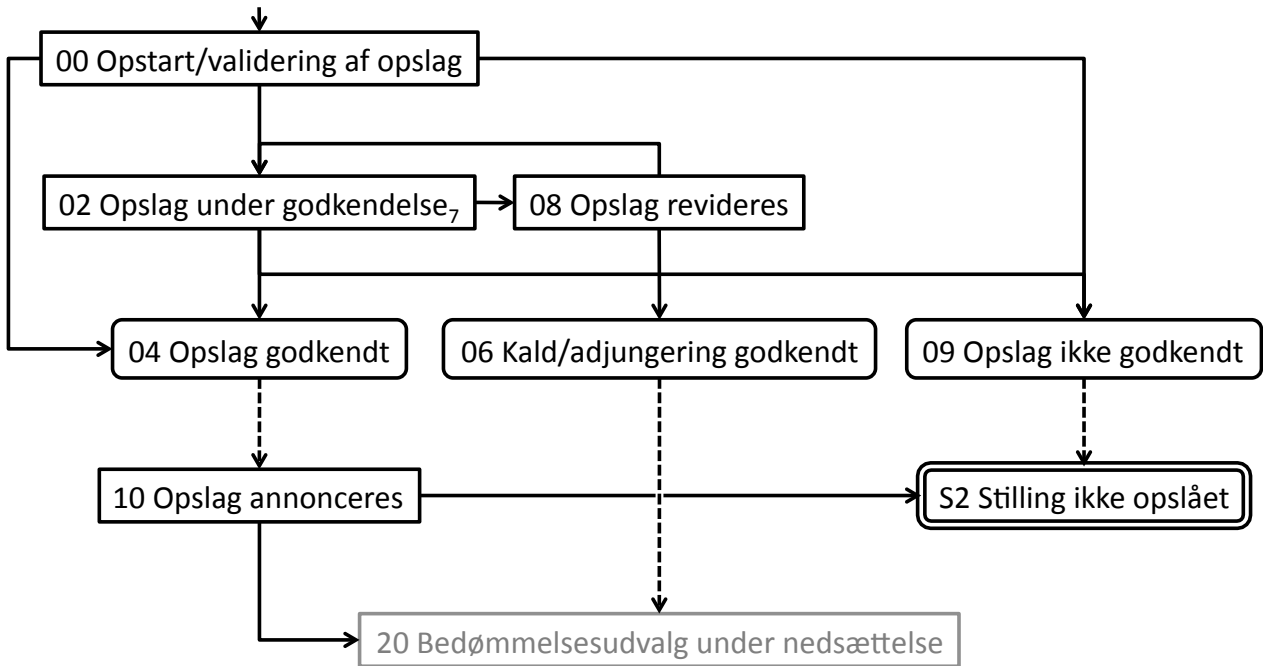 00 Opstart/validering af opslag
02 Opslag under godkendelse₇
08 Opslag revideres
04 Opslag godkendt
06 Kald/adjungering godkendt
09 Opslag ikke godkendt
10 Opslag annonceres
S2 Stilling ikke opslået
20 Bedømmelsesudvalg under nedsættelse